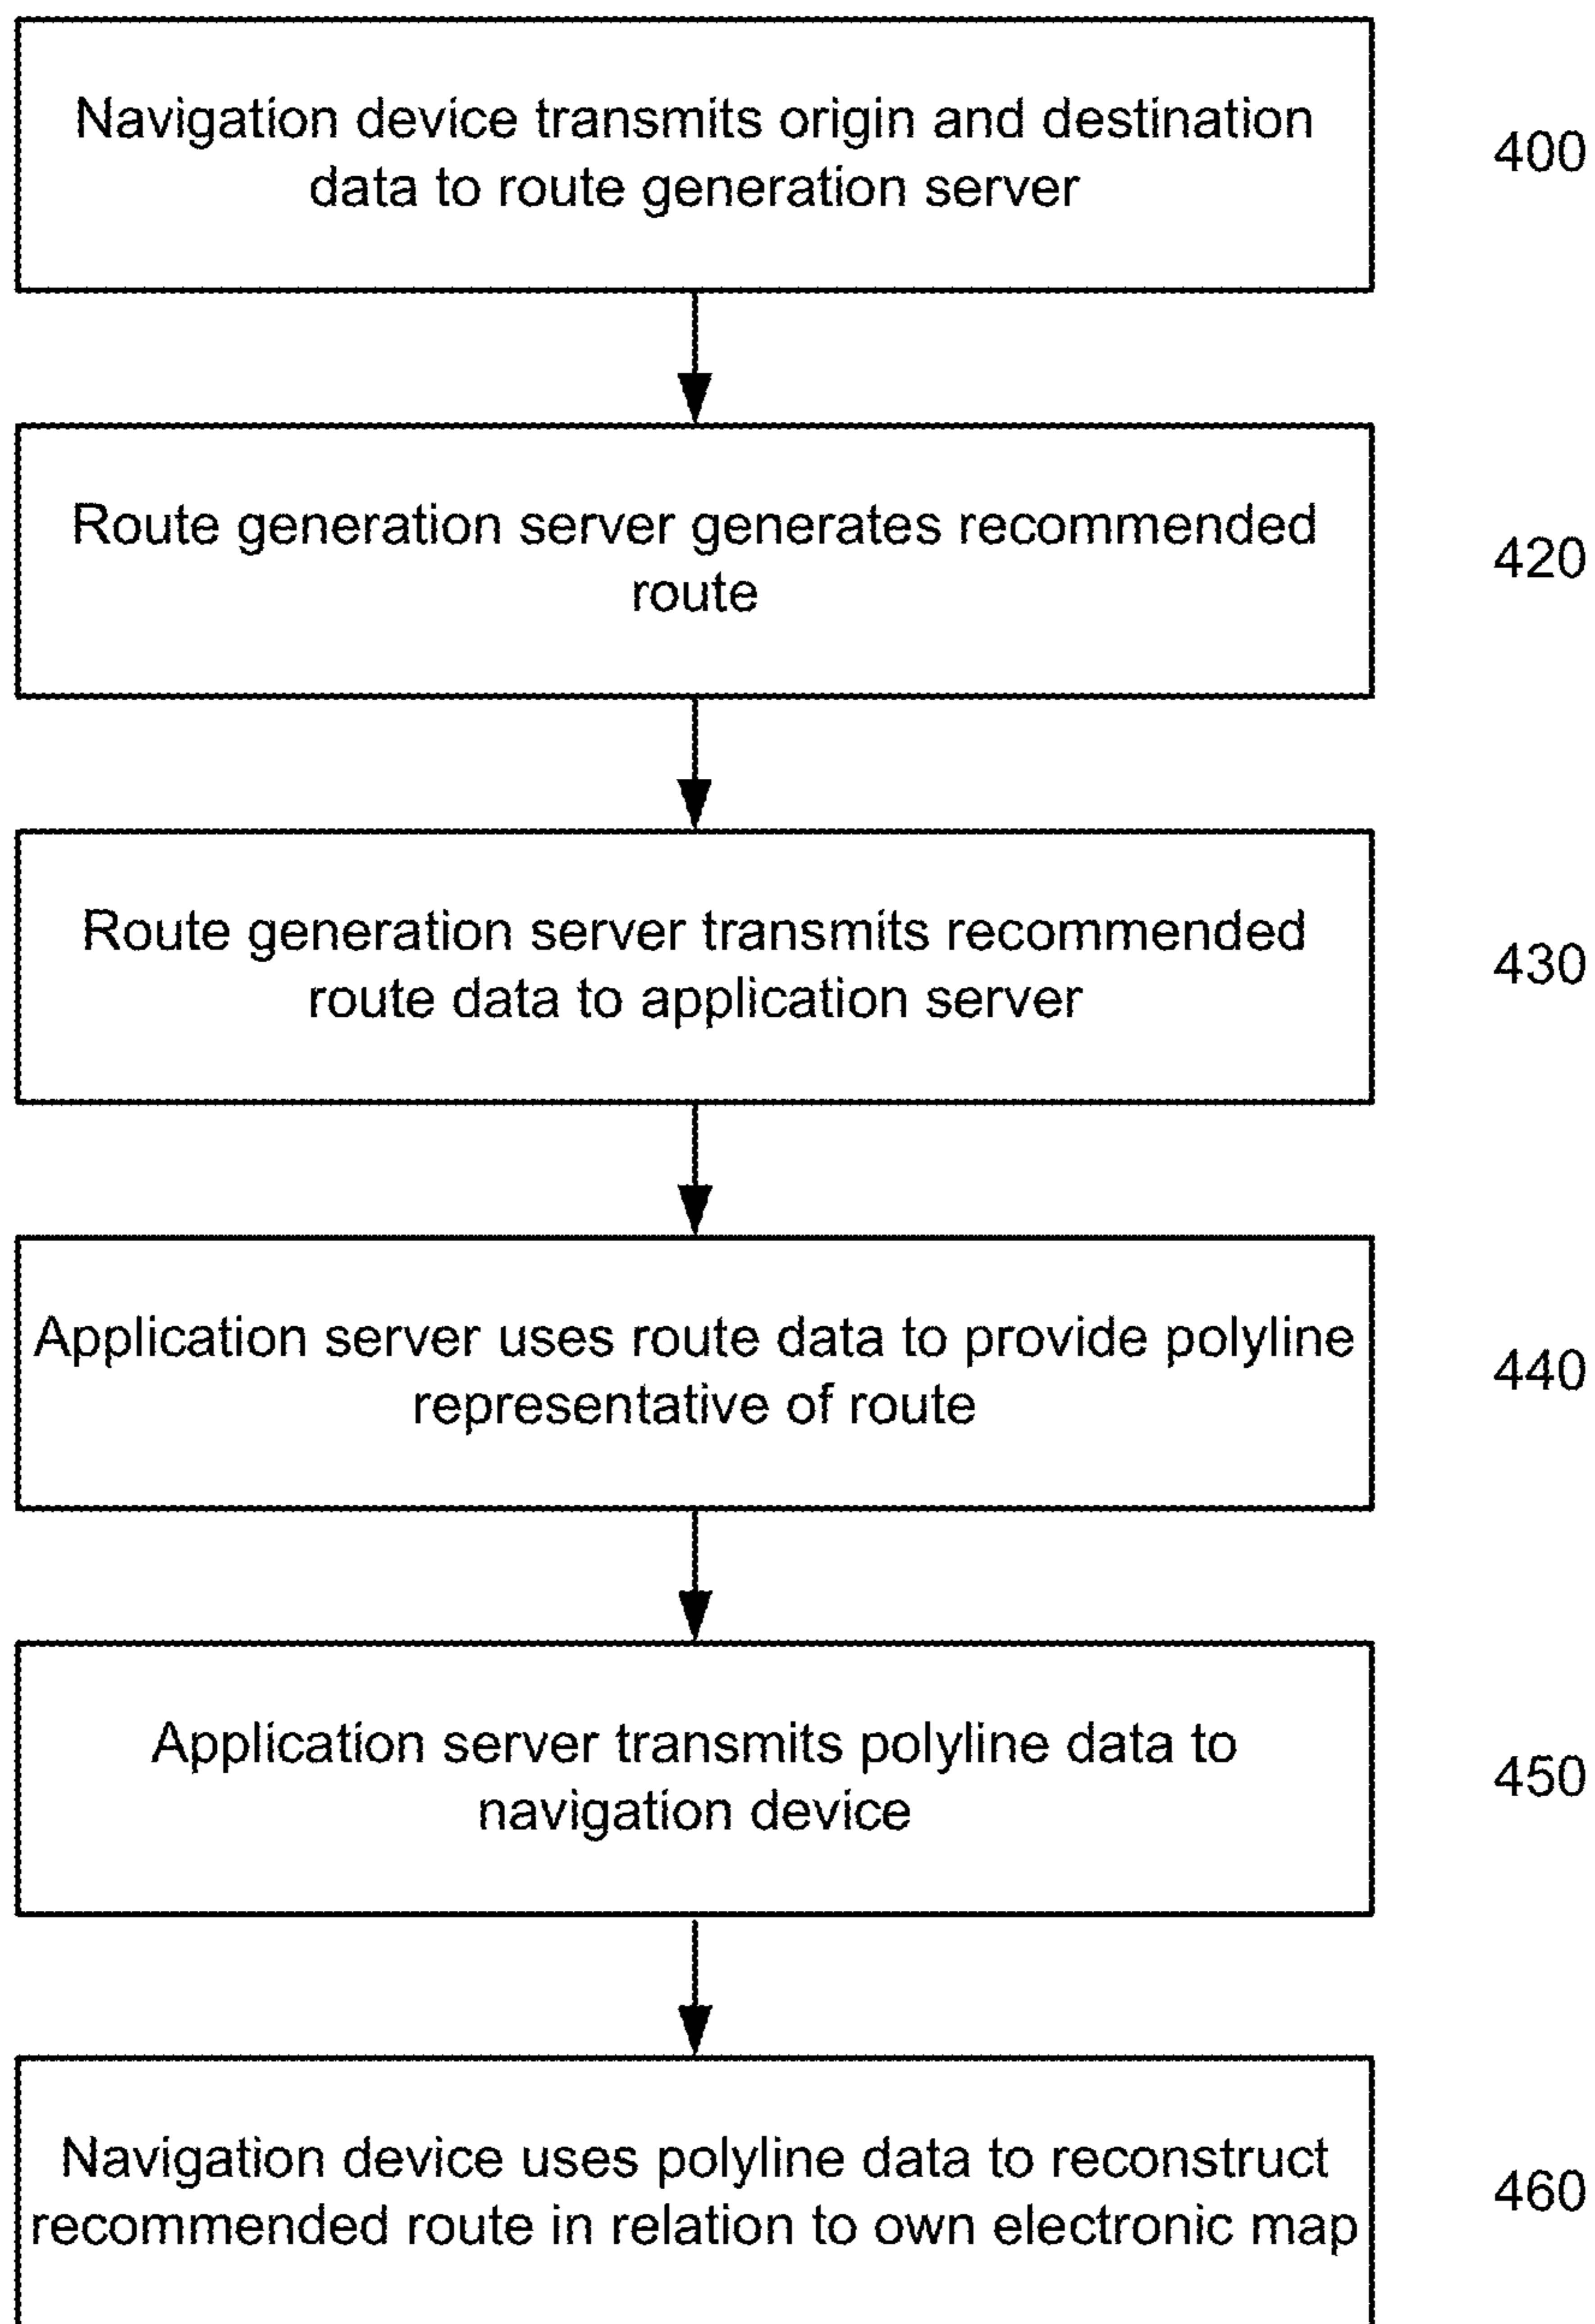 Navigation device transmits origin and destination
data to route generation server
400
Route generation server generates recommended
route
420
Route generation server transmits recommended
route data to application server
430
Application server uses route data to provide polyline
representative of route
440
Application server transmits polyline data to
navigation device
450
Navigation device uses polyline data to reconstruct
recommended route in relation to own electronic map
460